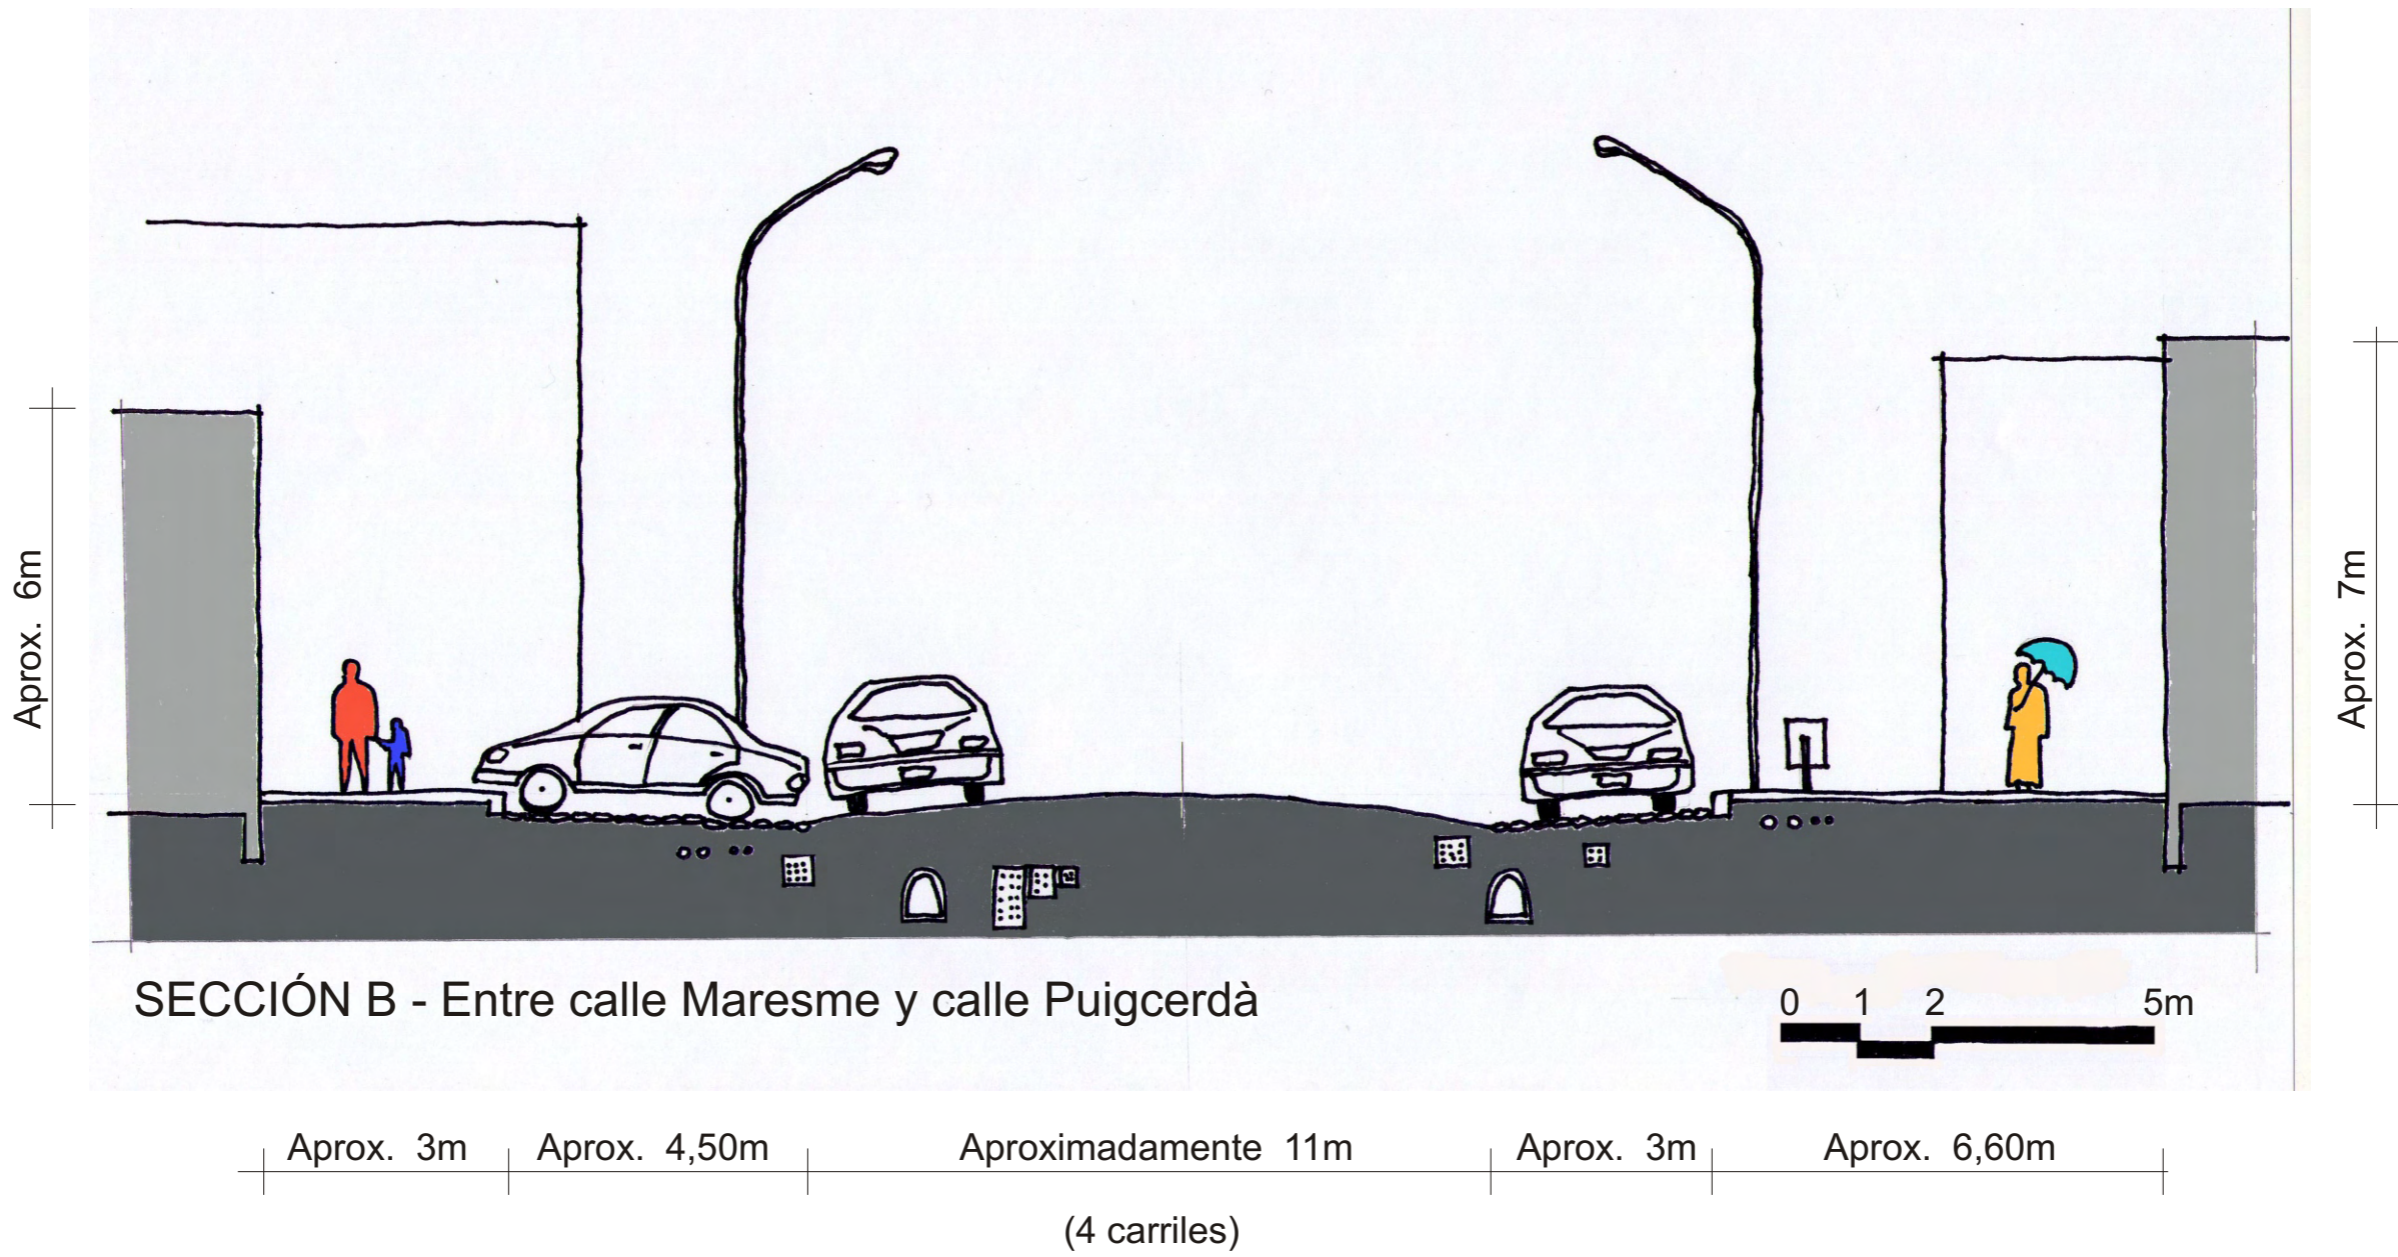 Aprox. 6m
Aprox. 7m
SECCIÓN B - Entre calle Maresme y calle Puigcerdà
0 1 2 5m
Aprox. 3m
Aprox. 4,50m
Aproximadamente 11m
Aprox. 3m
Aprox. 6,60m
(4 carriles)